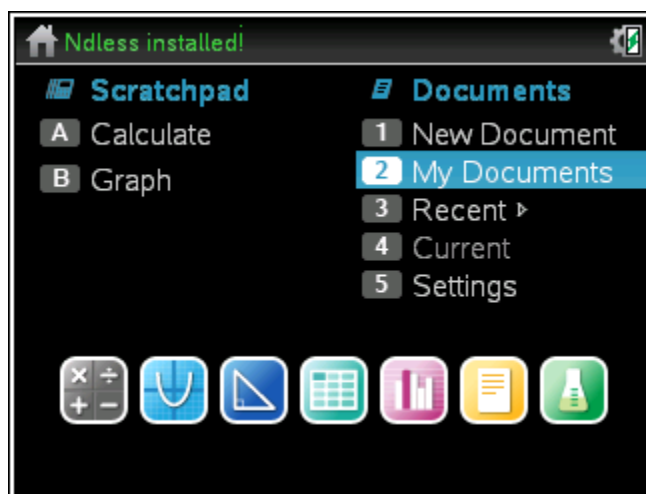 Ndless installed!
Scratchpad
A Calculate
B Graph
Documents
1 New Document
2 My Documents
3 Recent ▹
4 Current
5 Settings